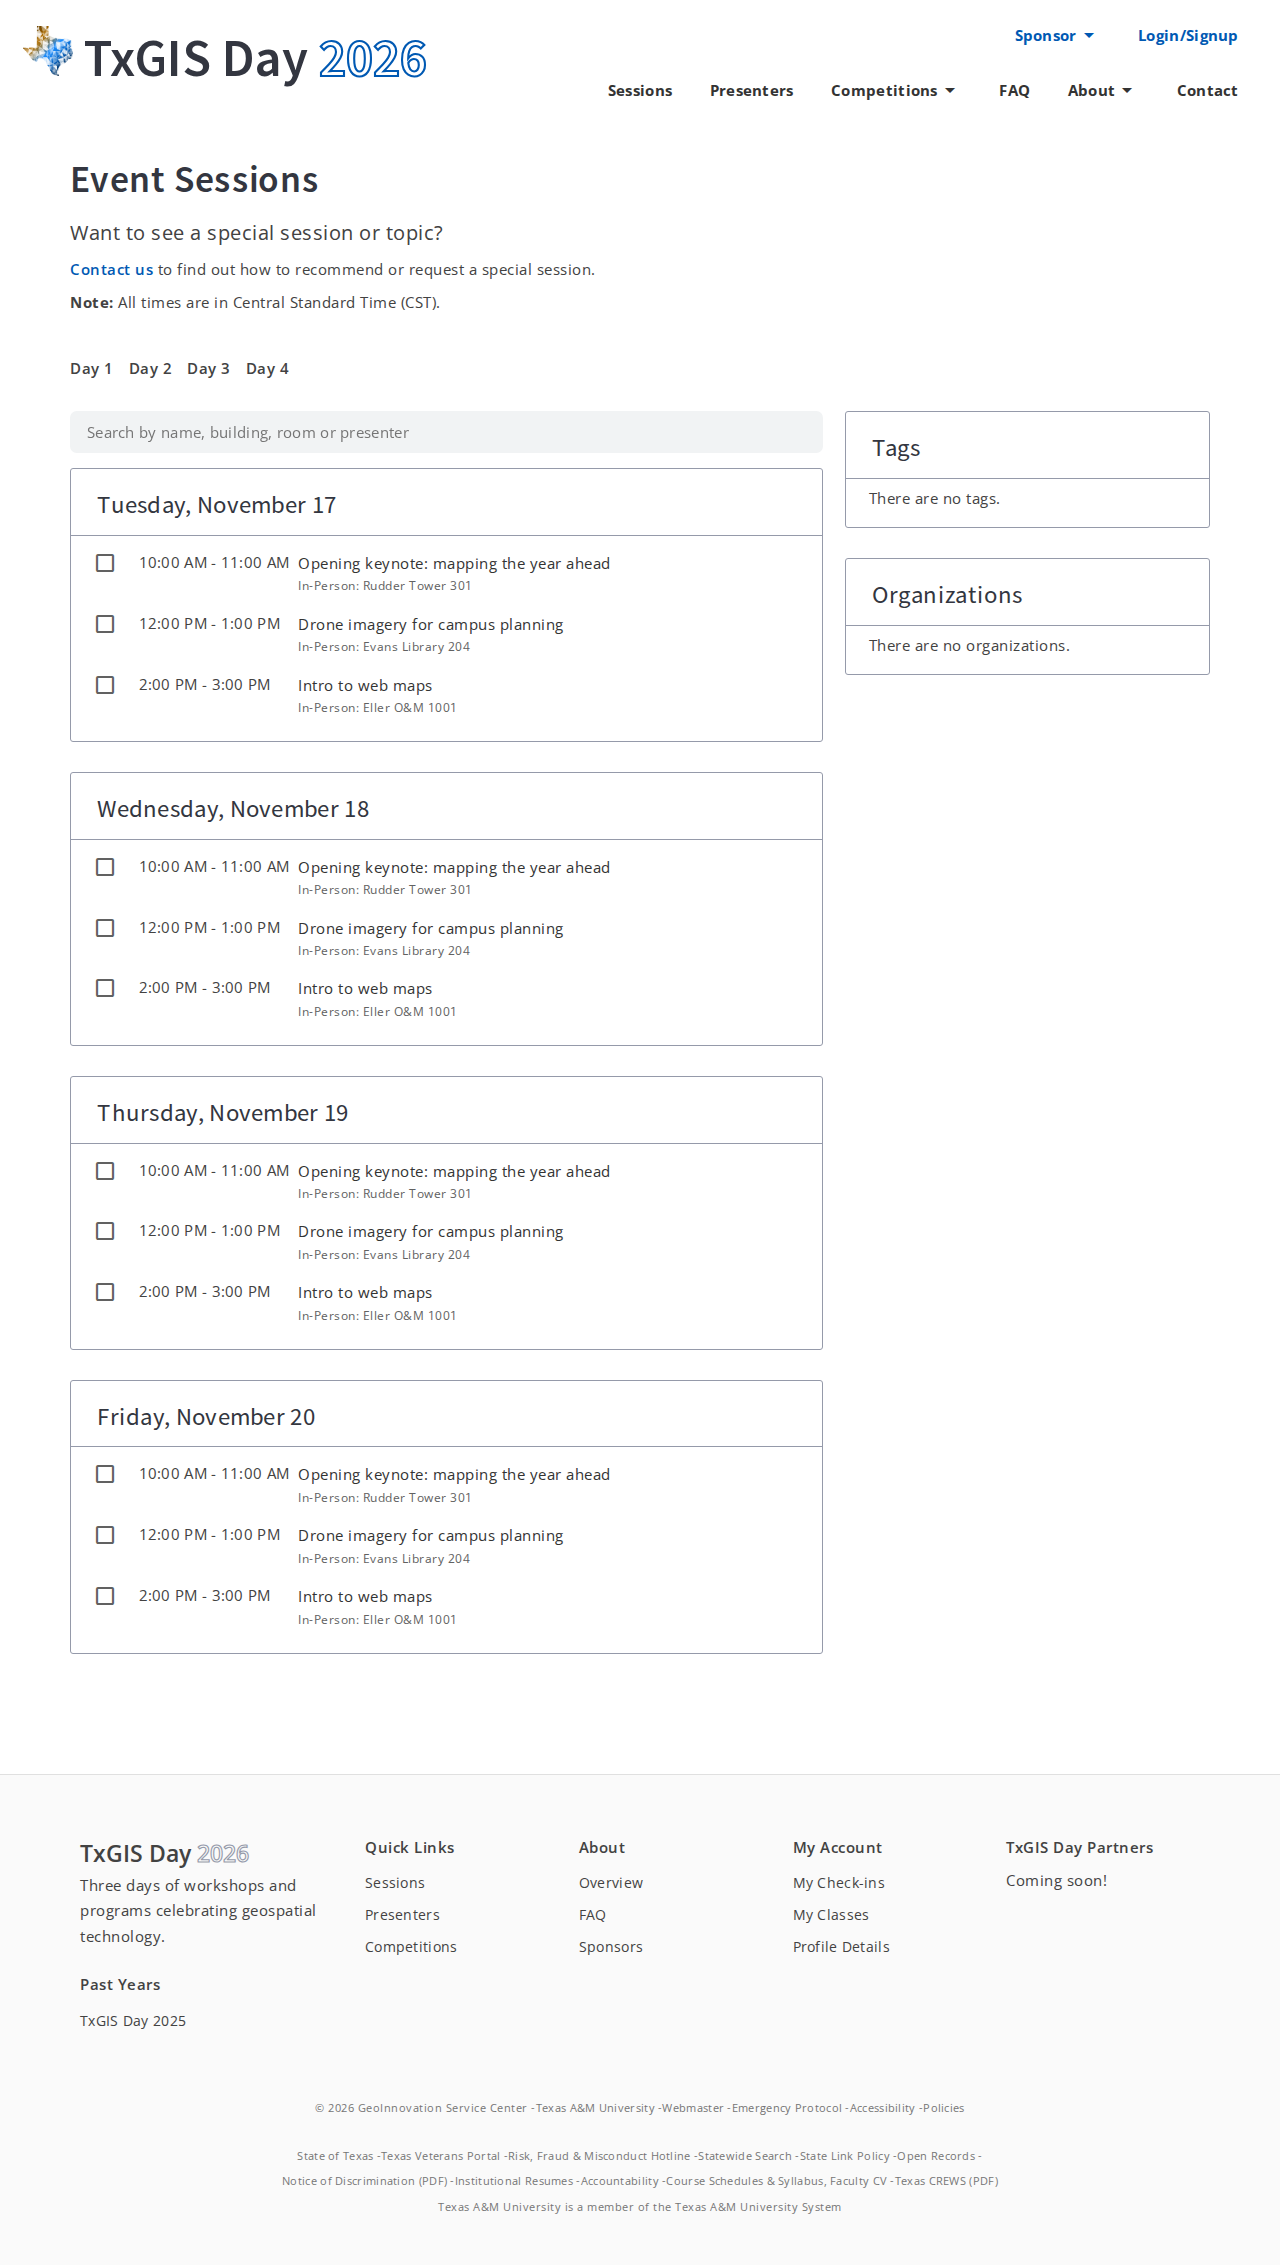 TxGIS Day 2026
Sponsor
Login/Signup
Sessions
Presenters
Competitions
FAQ
About
Contact
Event Sessions
Want to see a special session or topic?
Contact us to find out how to recommend or request a special session.
Note: All times are in Central Standard Time (CST).
Day 1 Day 2 Day 3 Day 4
Search by name, building, room or presenter
Tuesday, November 17
10:00 AM - 11:00 AM Opening keynote: mapping the year ahead
In-Person: Rudder Tower 301
12:00 PM - 1:00 PM Drone imagery for campus planning
In-Person: Evans Library 204
2:00 PM - 3:00 PM Intro to web maps
In-Person: Eller O&M 1001
Wednesday, November 18
10:00 AM - 11:00 AM Opening keynote: mapping the year ahead
In-Person: Rudder Tower 301
12:00 PM - 1:00 PM Drone imagery for campus planning
In-Person: Evans Library 204
2:00 PM - 3:00 PM Intro to web maps
In-Person: Eller O&M 1001
Thursday, November 19
10:00 AM - 11:00 AM Opening keynote: mapping the year ahead
In-Person: Rudder Tower 301
12:00 PM - 1:00 PM Drone imagery for campus planning
In-Person: Evans Library 204
2:00 PM - 3:00 PM Intro to web maps
In-Person: Eller O&M 1001
Friday, November 20
10:00 AM - 11:00 AM Opening keynote: mapping the year ahead
In-Person: Rudder Tower 301
12:00 PM - 1:00 PM Drone imagery for campus planning
In-Person: Evans Library 204
2:00 PM - 3:00 PM Intro to web maps
In-Person: Eller O&M 1001
Tags
There are no tags.
Organizations
There are no organizations.
TxGIS Day 2026
Three days of workshops and
programs celebrating geospatial
technology.
Past Years
TxGIS Day 2025
Quick Links
Sessions
Presenters
Competitions
About
Overview
FAQ
Sponsors
My Account
My Check-ins
My Classes
Profile Details
TxGIS Day Partners
Coming soon!
© 2026 GeoInnovation Service Center -Texas A&M University -Webmaster -Emergency Protocol -Accessibility -Policies
State of Texas -Texas Veterans Portal -Risk, Fraud & Misconduct Hotline -Statewide Search -State Link Policy -Open Records -
Notice of Discrimination (PDF) -Institutional Resumes -Accountability -Course Schedules & Syllabus, Faculty CV -Texas CREWS (PDF)
Texas A&M University is a member of the Texas A&M University System